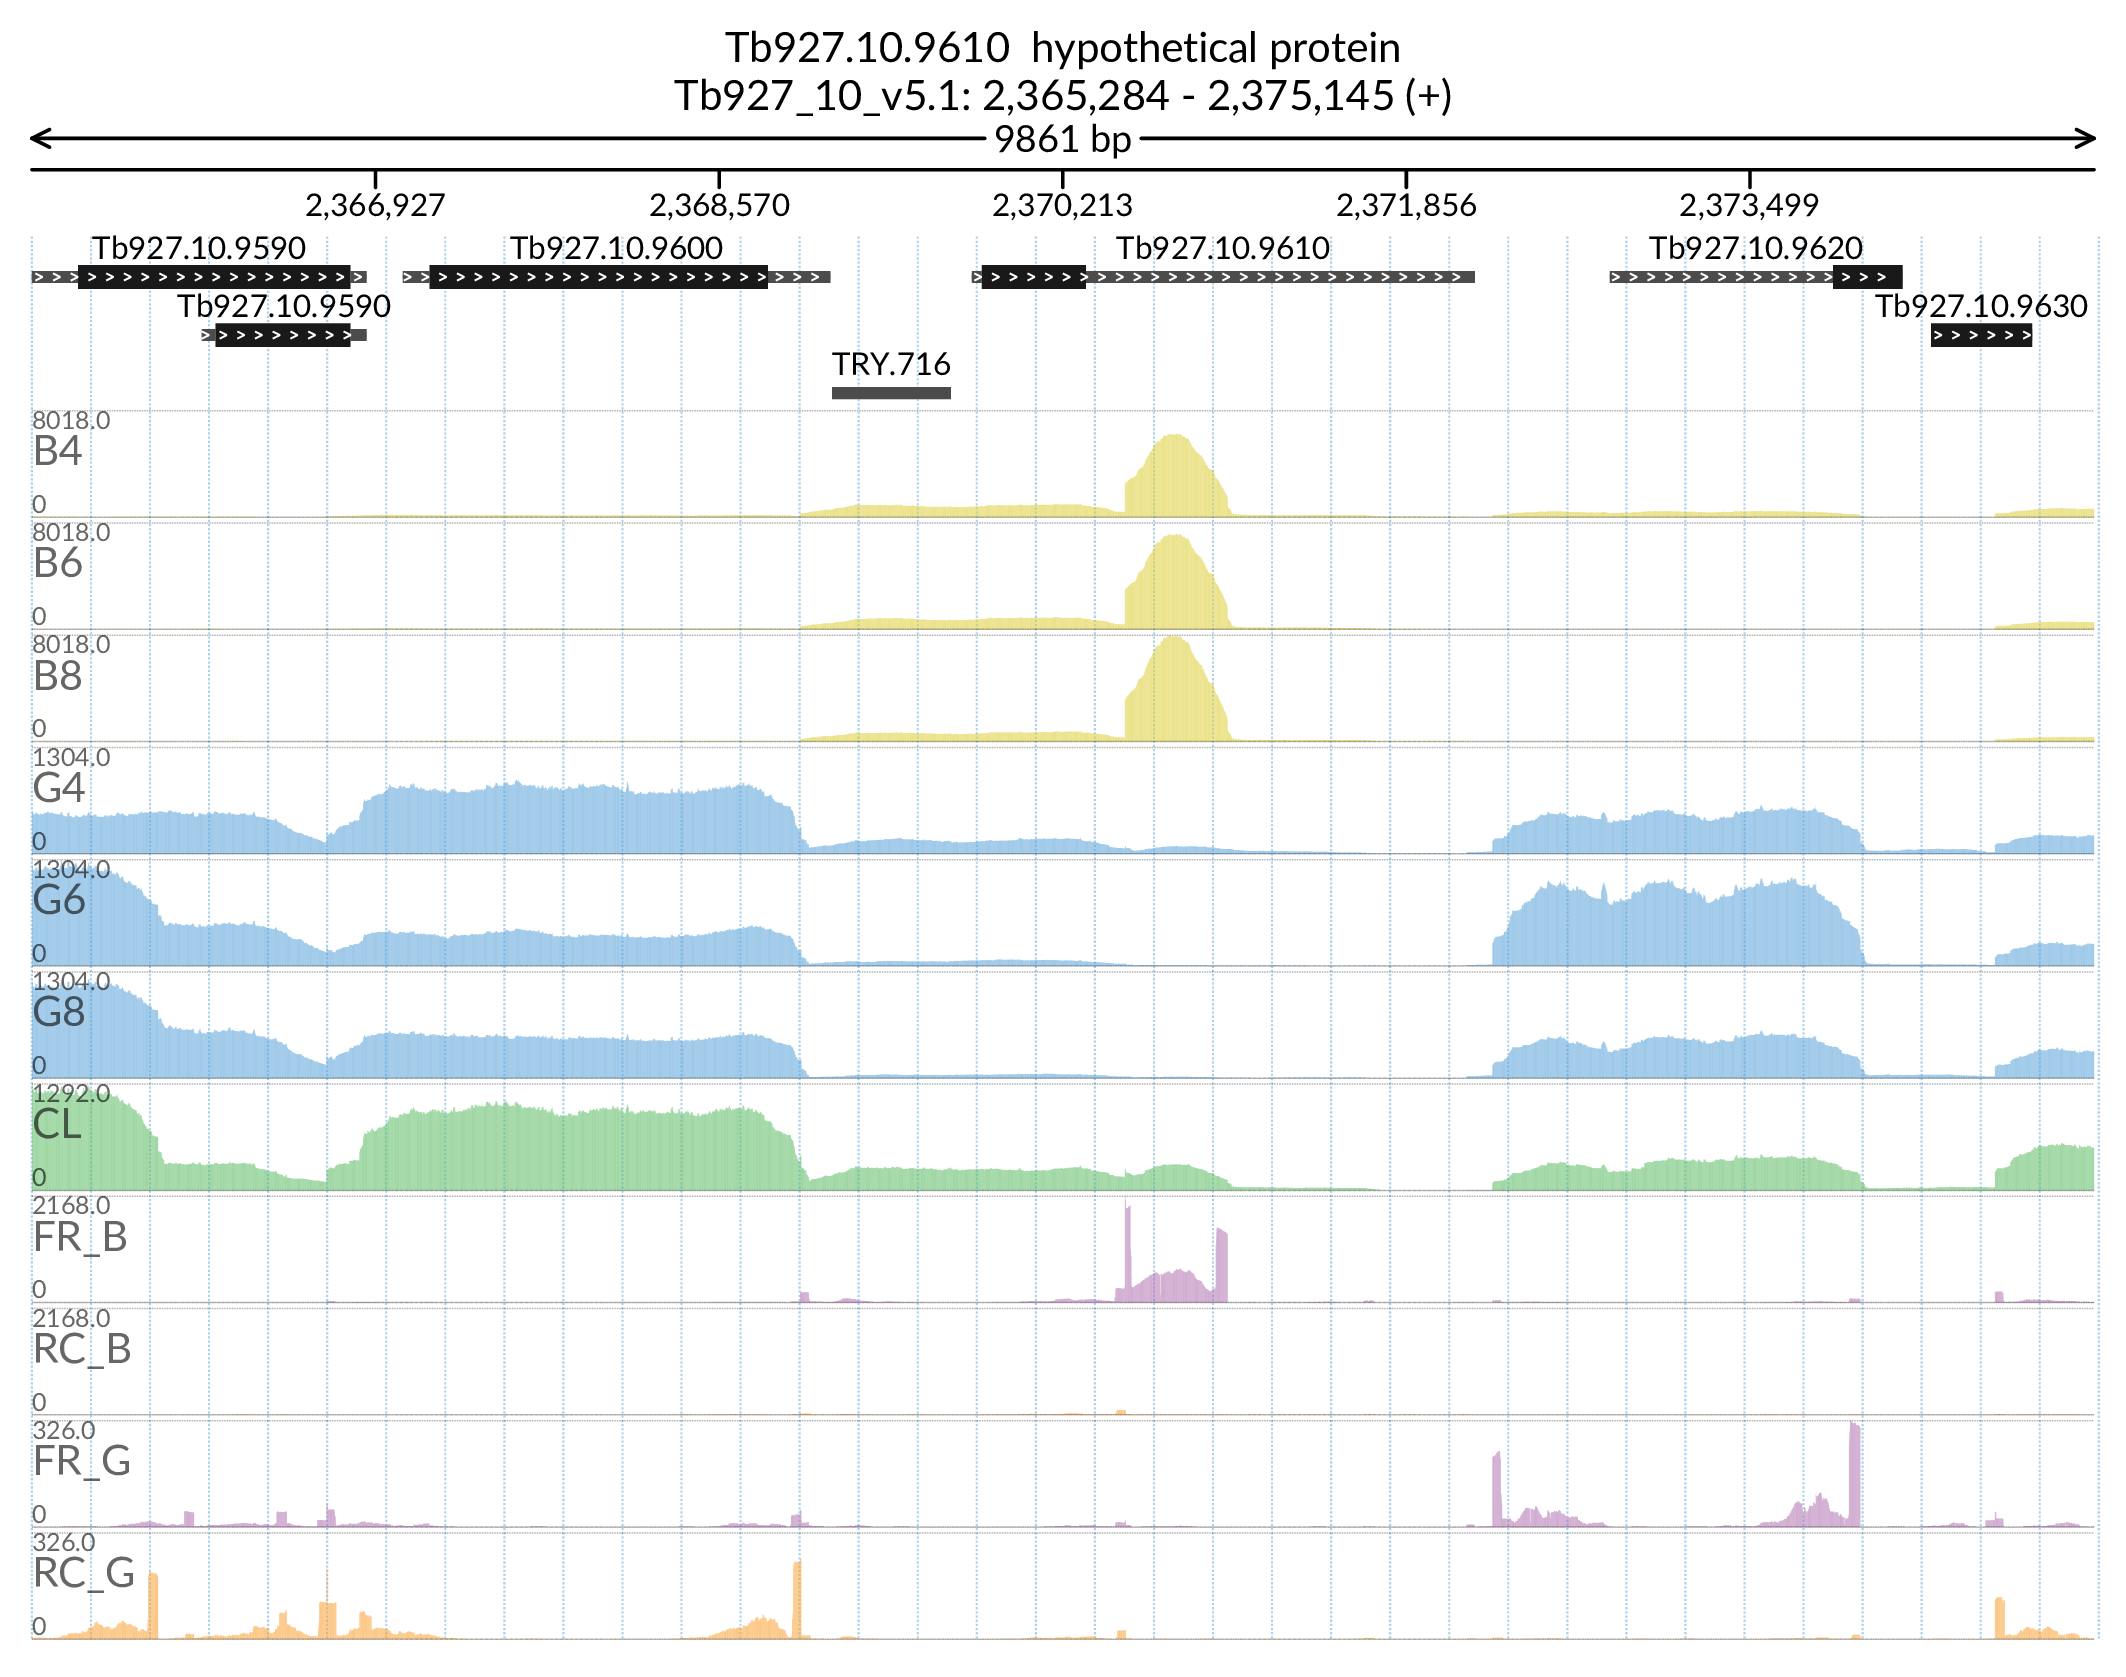 Tb927.10.9610 hypothetical protein
Tb927_10_v5.1: 2,365,284 - 2,375,145 (+)
9861 bp
2,366,927 2,368,570 2,370,213 2,371,856 2,373,499
Tb927.10.9590 Tb927.10.9600 Tb927.10.9610 Tb927.10.9620
Tb927.10.9590 Tb927.10.9630
TRY.716
8018.0
B4
0
8018.0
B6
0
8018.0
B8
0
1304.0
G4
0
1304.0
G6
0
1304.0
G8
0
1292.0
CL
0
2168.0
FR_B
0
2168.0
RC_B
0
326.0
FR_G
0
326.0
RC_G
0